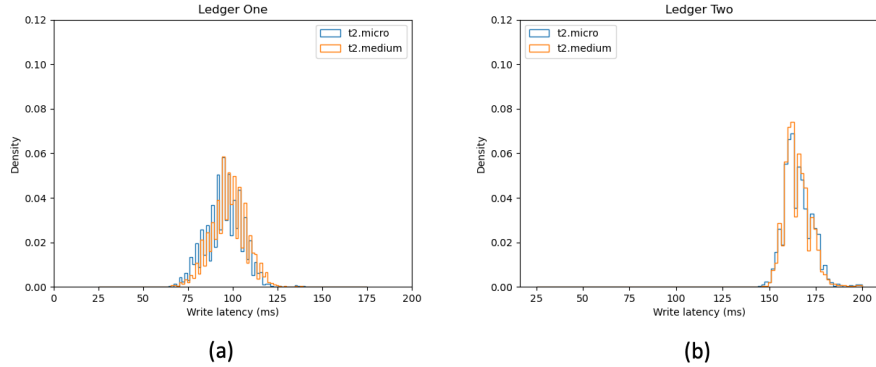 Ledger One
t2.micro
t2.medium
Density
0.12
0.10
0.08
0.06
0.04
0.02
0.00
0 25 50 75 100 125 150 175 200
Write latency (ms)
(a)
Ledger Two
t2.micro
t2.medium
Density
0.12
0.10
0.08
0.06
0.04
0.02
0.00
25 50 75 100 125 150 175 200
Write latency (ms)
(b)